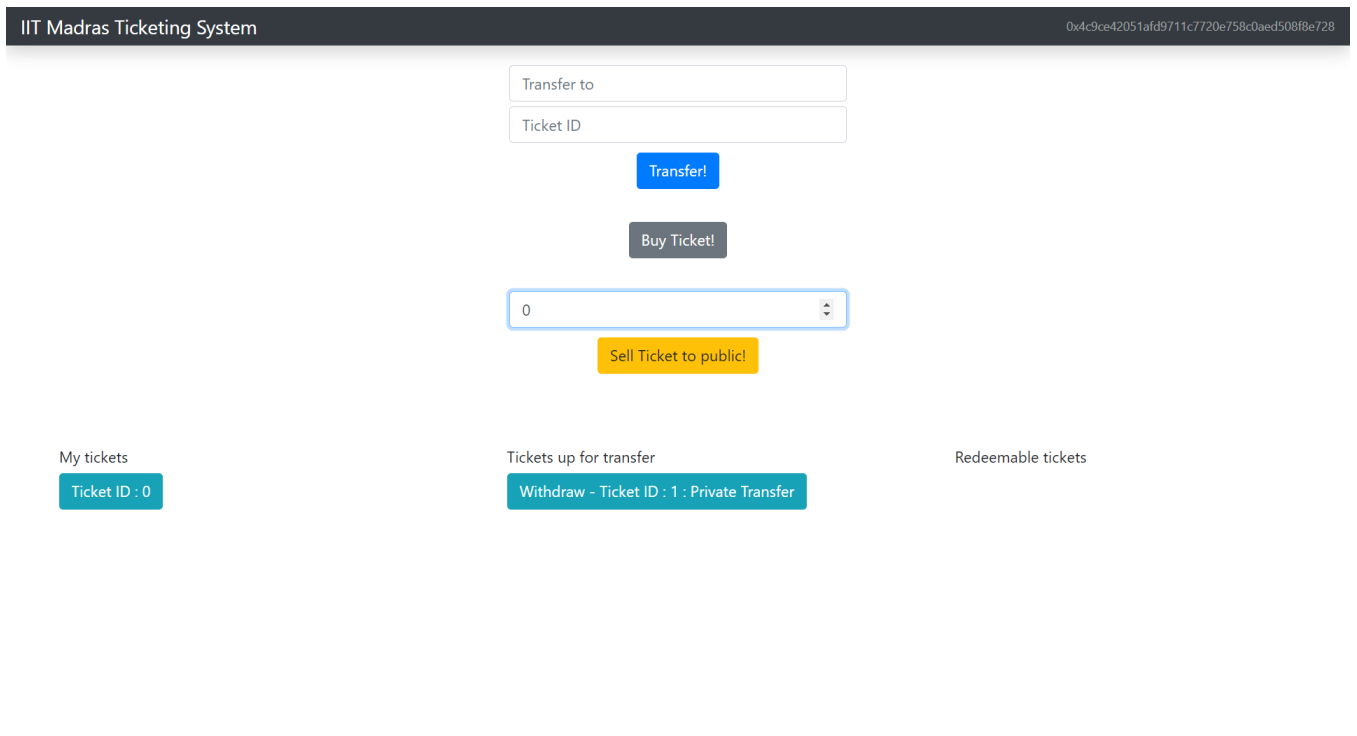 IIT Madras Ticketing System
0x4c9ce42051afd9711c7720e758c0aed508f8e728
Transfer to
Ticket ID
Transfer!
Buy Ticket!
0
Sell Ticket to public!
My tickets
Ticket ID : 0
Tickets up for transfer
Withdraw - Ticket ID : 1 : Private Transfer
Redeemable tickets